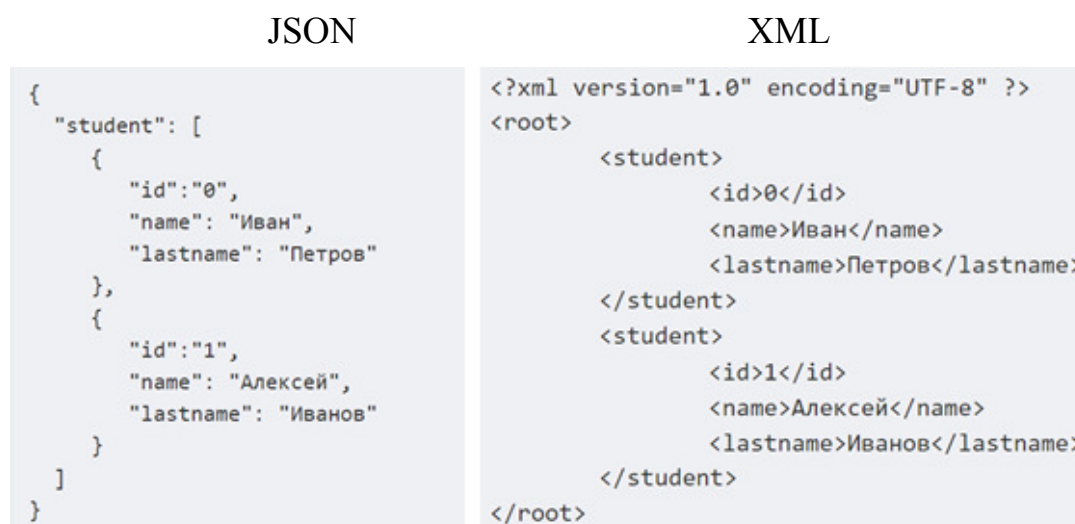 JSON
{
  "student": [
    {
      "id":"0",
      "name": "Иван",
      "lastname": "Петров"
    },
    {
      "id":"1",
      "name": "Алексей",
      "lastname": "Иванов"
    }
  ]
}
XML
<?xml version="1.0" encoding="UTF-8" ?>
<root>
        <student>
                <id>0</id>
                <name>Иван</name>
                <lastname>Петров</lastname>
        </student>
        <student>
                <id>1</id>
                <name>Алексей</name>
                <lastname>Иванов</lastname>
        </student>
</root>